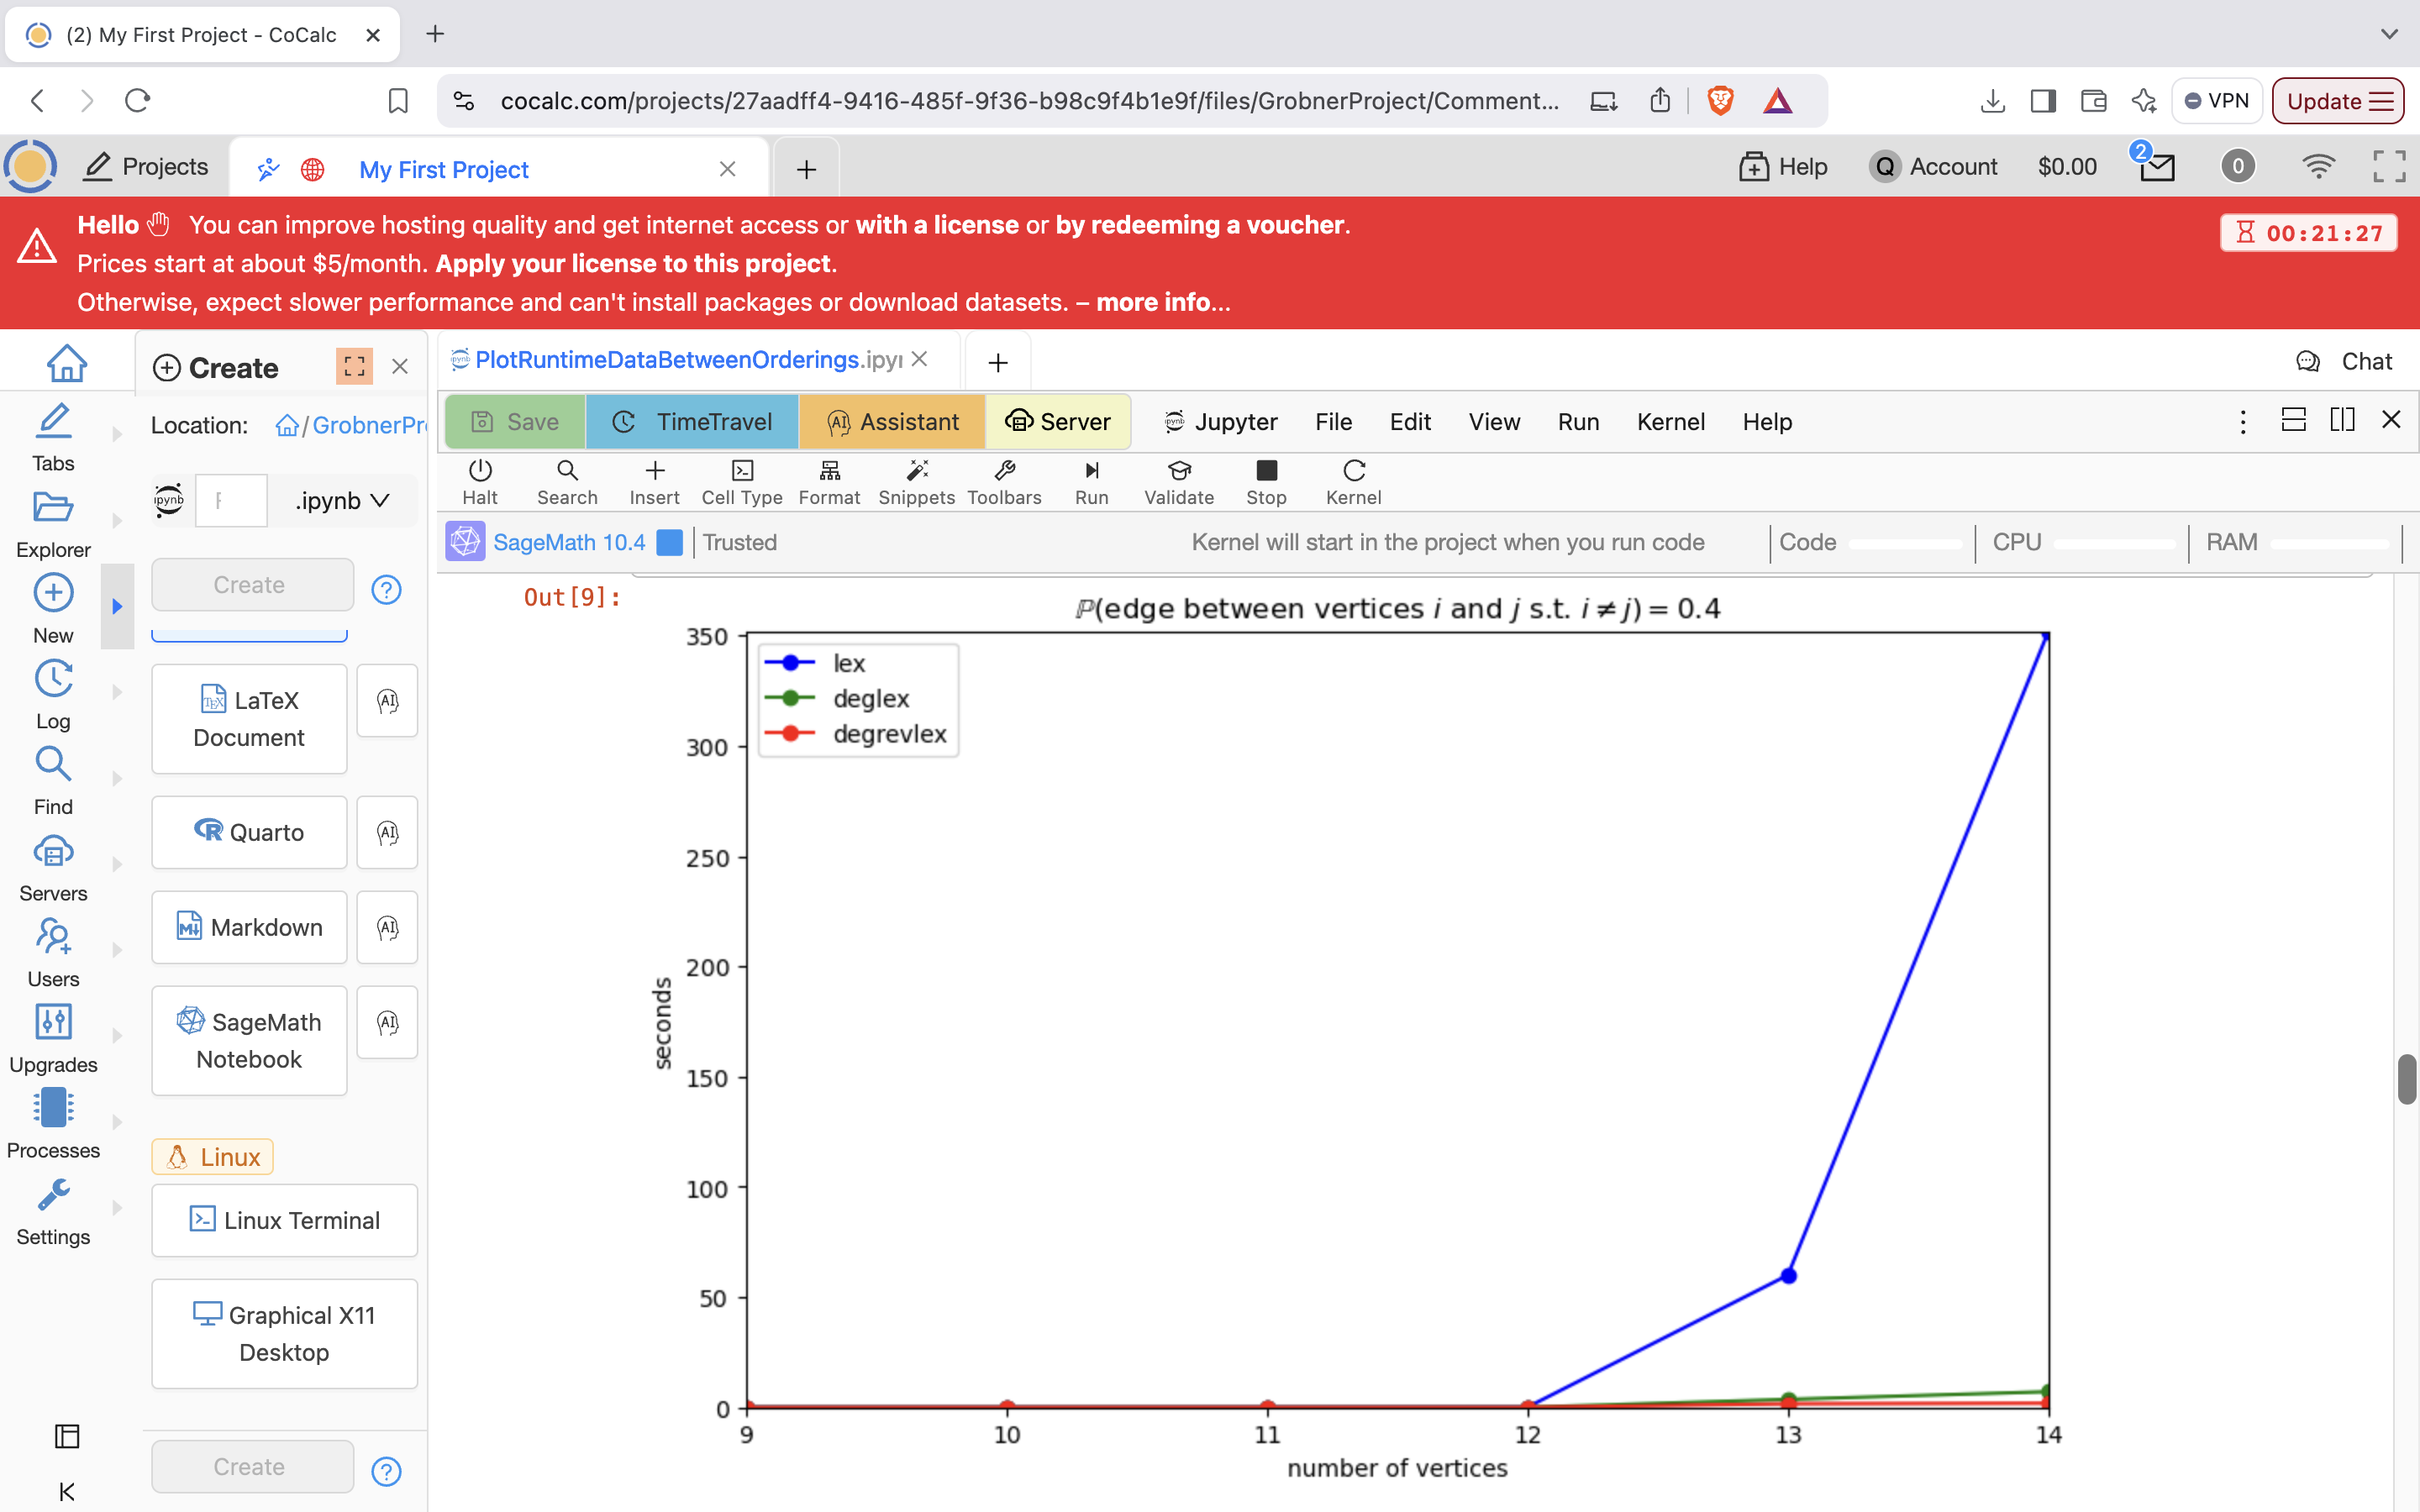 (2) My First Project - CoCalc
cocalc.com/projects/27aadff4-9416-485f-9f36-b98c9f4b1e9f/files/GrobnerProject/Comment...
VPN
Update
Projects
My First Project
Help
Q Account
$0.00
2
0
Hello You can improve hosting quality and get internet access or with a license or by redeeming a voucher.
Prices start at about $5/month. Apply your license to this project.
Otherwise, expect slower performance and can't install packages or download datasets. – more info...
00:21:27
Create
PlotRuntimeDataBetweenOrderings.ipyn
Chat
Location: /GrobnerPr
Save
TimeTravel
Assistant
Server
Jupyter
File
Edit
View
Run
Kernel
Help
Tabs
Explorer
New
Log
Find
Servers
Users
Upgrades
Processes
Settings
ipynb
.ipynb
Create
LaTeX
Document
AI
Quarto
AI
Markdown
AI
SageMath
Notebook
AI
Linux
Linux Terminal
Graphical X11
Desktop
Create
Halt
Search
Insert
Cell Type
Format
Snippets
Toolbars
Run
Validate
Stop
Kernel
SageMath 10.4
Trusted
Kernel will start in the project when you run code
Code
CPU
RAM
Out[9]:
ℙ(edge between vertices i and j s.t. i ≠ j) = 0.4
lex
deglex
degrevlex
350
300
250
200
150
100
50
0
seconds
9 10 11 12 13 14
number of vertices